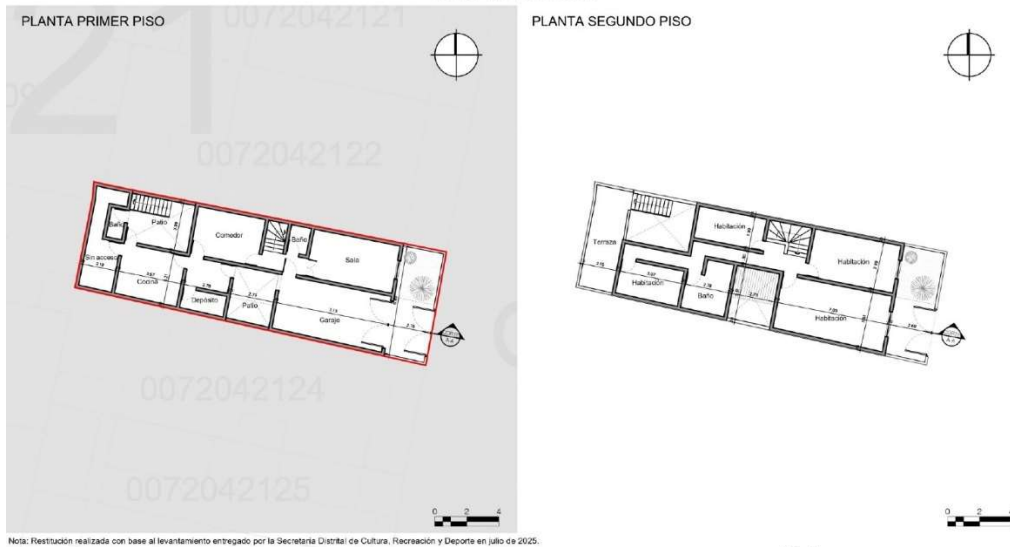 PLANTA PRIMER PISO
0072042121
21
0072042122
Baño
Patio
Comedor
Baño
Sala
Sin acceso
Cocina
Depósito
Patio
Garaje
0072042124
0072042125
0 2 4
PLANTA SEGUNDO PISO
Habitación
Terraza
Habitación
Habitación
Baño
Habitación
0 2 4
Nota: Restitución realizada con base al levantamiento entregado por la Secretaría Distrital de Cultura, Recreación y Deporte en julio de 2025.